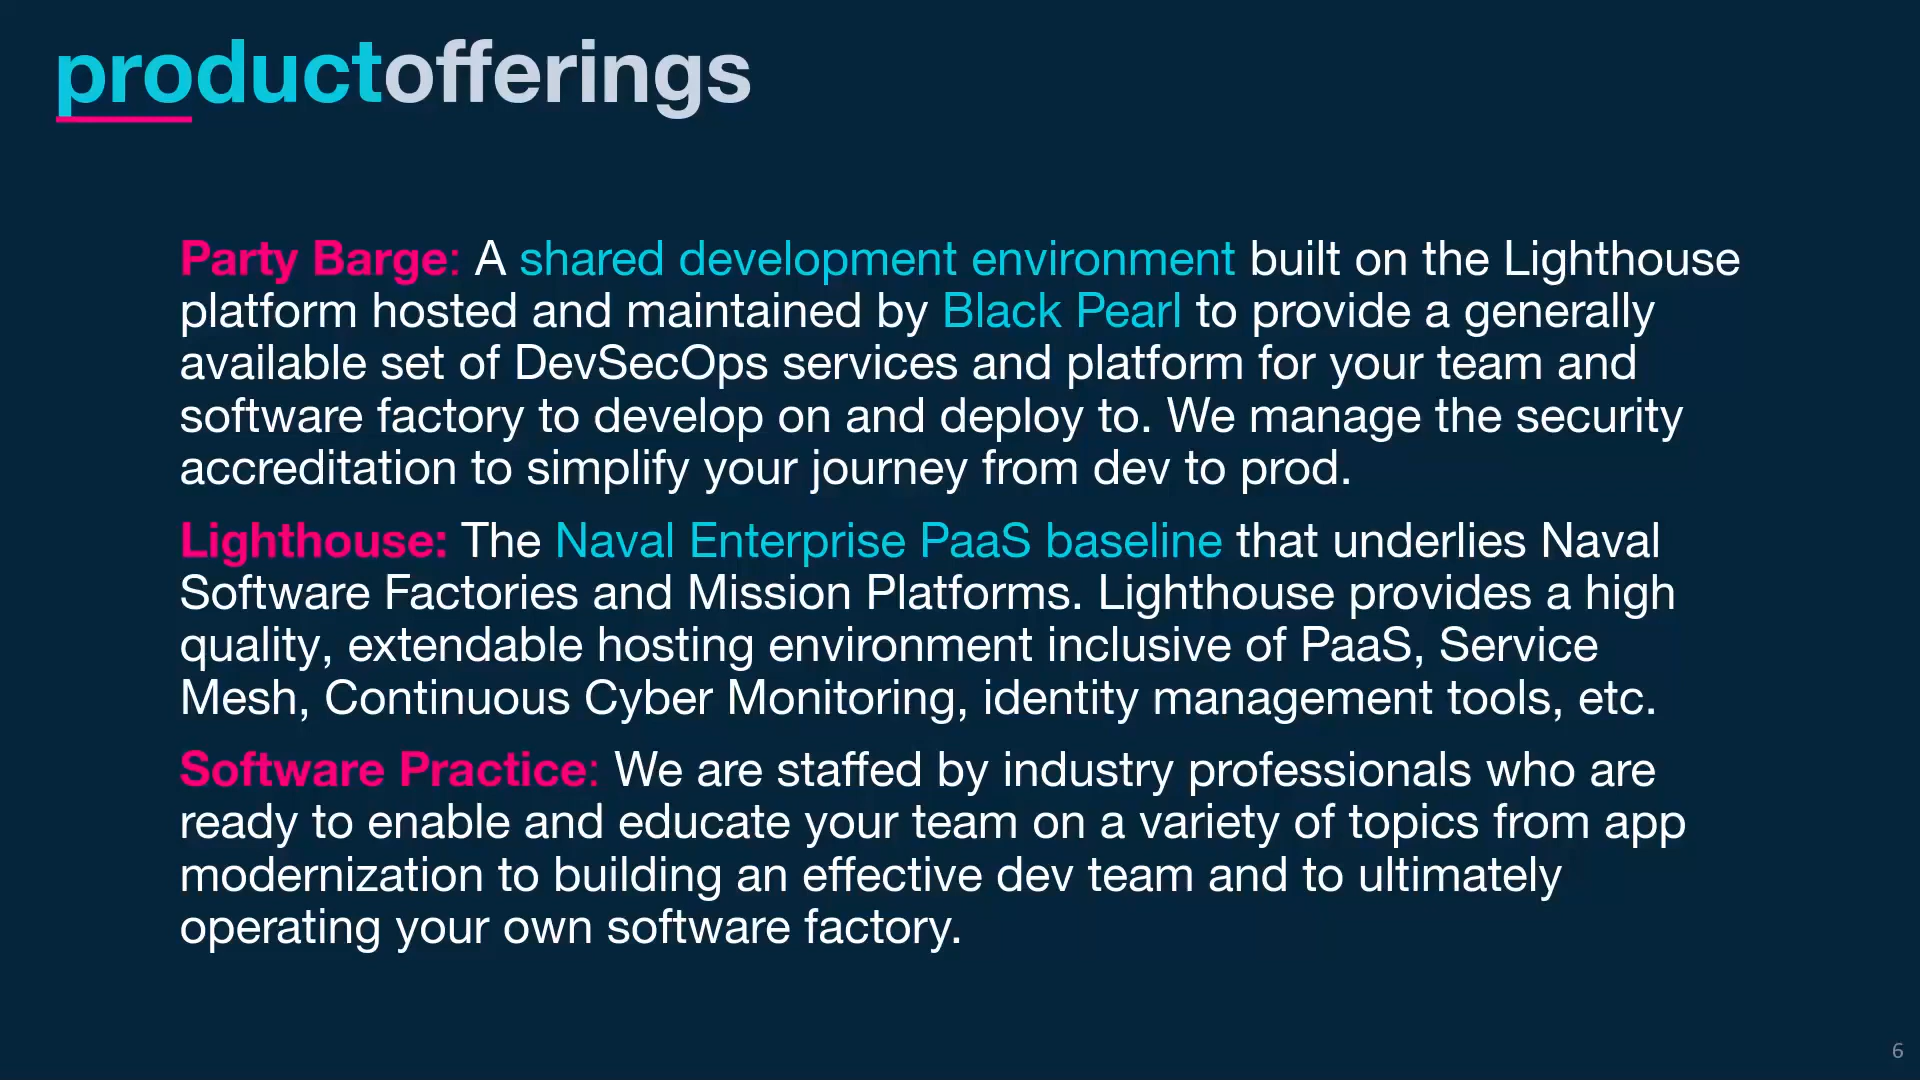 productofferings
Party Barge: A shared development environment built on the Lighthouse
platform hosted and maintained by Black Pearl to provide a generally
available set of DevSecOps services and platform for your team and
software factory to develop on and deploy to. We manage the security
accreditation to simplify your journey from dev to prod.
Lighthouse: The Naval Enterprise PaaS baseline that underlies Naval
Software Factories and Mission Platforms. Lighthouse provides a high
quality, extendable hosting environment inclusive of PaaS, Service
Mesh, Continuous Cyber Monitoring, identity management tools, etc.
Software Practice: We are staffed by industry professionals who are
ready to enable and educate your team on a variety of topics from app
modernization to building an effective dev team and to ultimately
operating your own software factory.
6